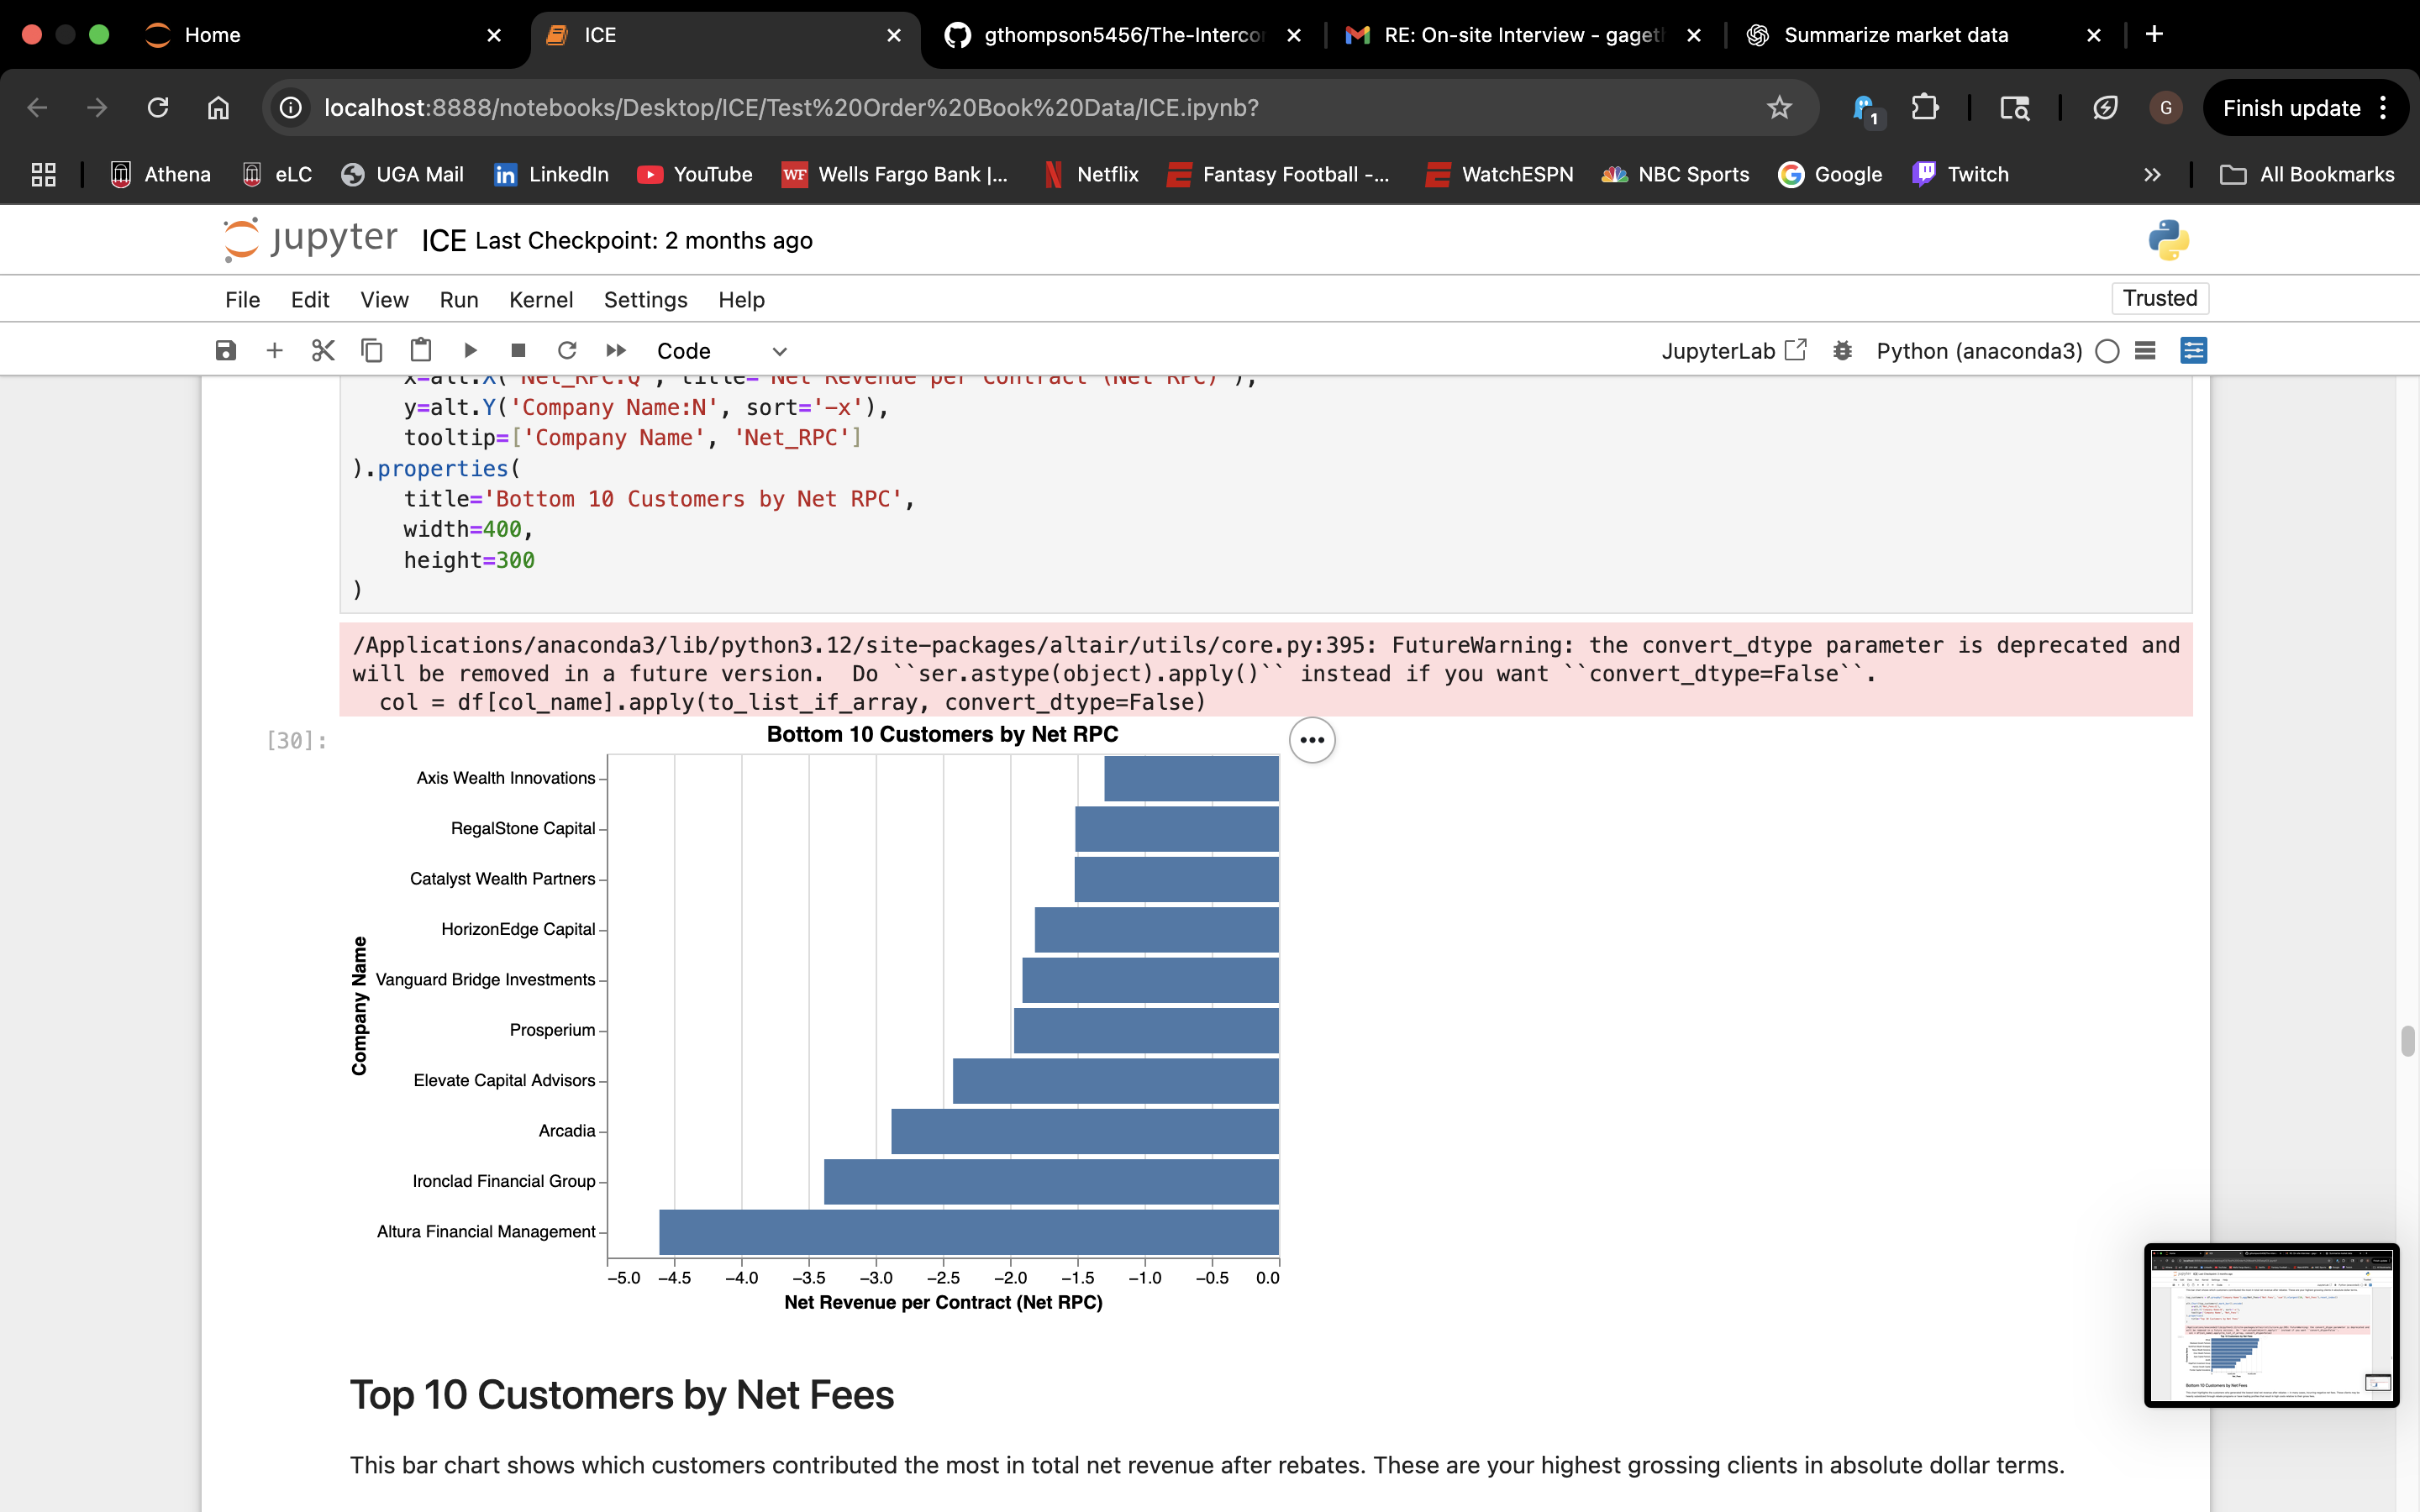 Home
ICE
gthompson5456/The-Interco
RE: On-site Interview - gaget
Summarize market data
localhost:8888/notebooks/Desktop/ICE/Test%20Order%20Book%20Data/ICE.ipynb?
1
G
Finish update
Athena
eLC
UGA Mail
LinkedIn
YouTube
WF
Wells Fargo Bank |...
Netflix
Fantasy Football -...
WatchESPN
NBC Sports
Google
Twitch
All Bookmarks
jupyter ICE Last Checkpoint: 2 months ago
File Edit View Run Kernel Settings Help
Trusted
Code
JupyterLab
Python (anaconda3)
x=alt.X('Net_RPC:Q', title='Net Revenue per Contract (Net RPC)'),
y=alt.Y('Company Name:N', sort='-x'),
tooltip=['Company Name', 'Net_RPC']
).properties(
title='Bottom 10 Customers by Net RPC',
width=400,
height=300
)
/Applications/anaconda3/lib/python3.12/site-packages/altair/utils/core.py:395: FutureWarning: the convert_dtype parameter is deprecated and
will be removed in a future version.  Do ``ser.astype(object).apply()`` instead if you want ``convert_dtype=False``.
col = df[col_name].apply(to_list_if_array, convert_dtype=False)
[30]:
Bottom 10 Customers by Net RPC
Company Name
Axis Wealth Innovations
RegalStone Capital
Catalyst Wealth Partners
HorizonEdge Capital
Vanguard Bridge Investments
Prosperium
Elevate Capital Advisors
Arcadia
Ironclad Financial Group
Altura Financial Management
−5.0 −4.5 −4.0 −3.5 −3.0 −2.5 −2.0 −1.5 −1.0 −0.5 0.0
Net Revenue per Contract (Net RPC)
Top 10 Customers by Net Fees
This bar chart shows which customers contributed the most in total net revenue after rebates. These are your highest grossing clients in absolute dollar terms.